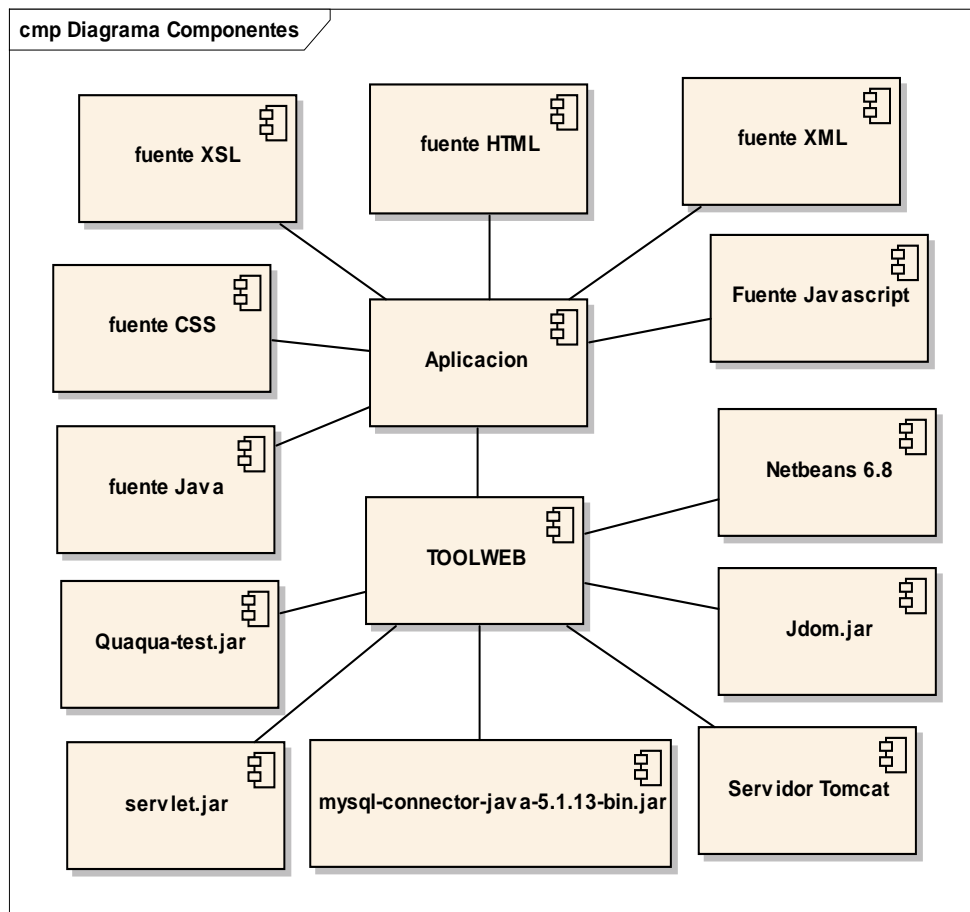 cmp Diagrama Componentes
fuente XSL
fuente HTML
fuente XML
fuente CSS
Aplicacion
Fuente Javascript
fuente Java
TOOLWEB
Netbeans 6.8
Quaqua-test.jar
Jdom.jar
servlet.jar
mysql-connector-java-5.1.13-bin.jar
Servidor Tomcat